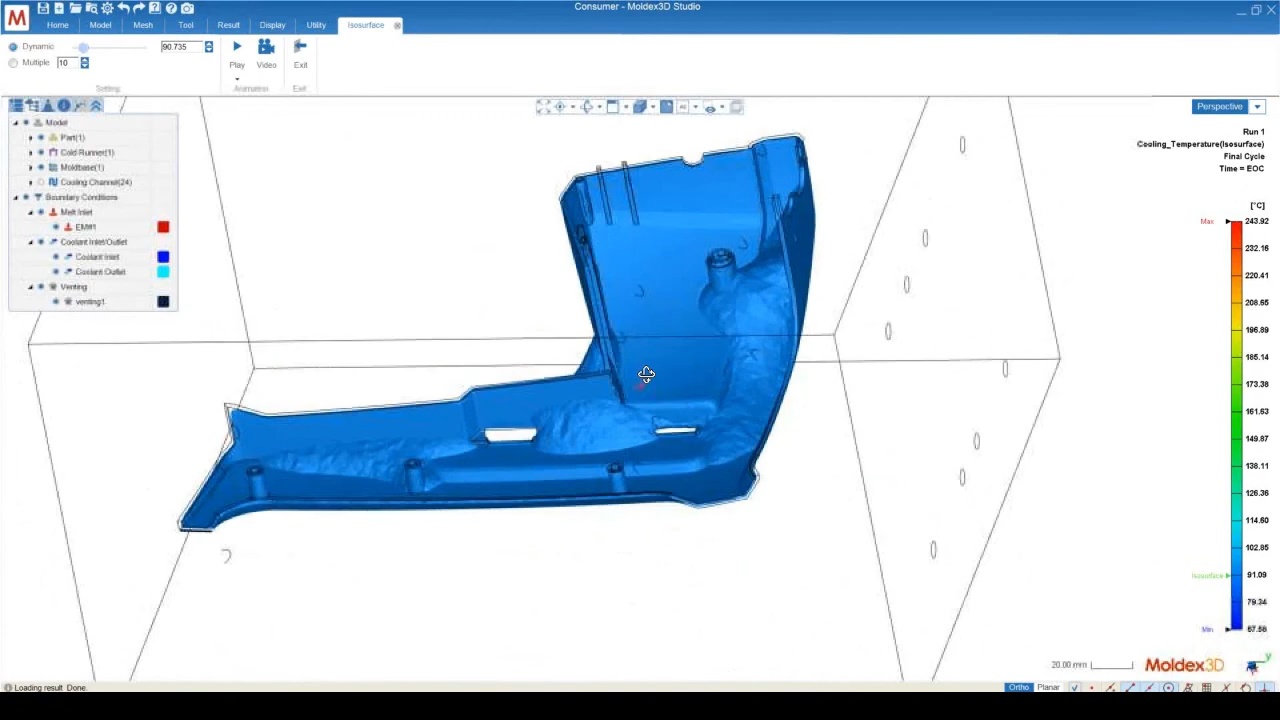 Consumer - Moldex3D Studio
Home Model Mesh Tool Result Display Utility Isosurface
Dynamic 90.735
Multiple 10
Play Video Exit
Setting Animation Exit
Perspective
Model
Part(1)
Cold Runner(1)
Moldbase(1)
Cooling Channel(24)
Boundary Conditions
Melt Inlet
EM#1
Coolant Inlet/Outlet
Coolant Inlet
Coolant Outlet
Venting
venting1
Run 1
Cooling_Temperature(Isosurface)
Final Cycle
Time = EOC
[°C]
Max 243.92
232.16
220.41
208.65
196.89
185.14
173.38
161.63
149.87
138.11
126.36
114.60
102.85
Isosurface 91.09
79.34
Min 67.58
20.00 mm
Moldex3D
y
Loading result Done.
Ortho Planar